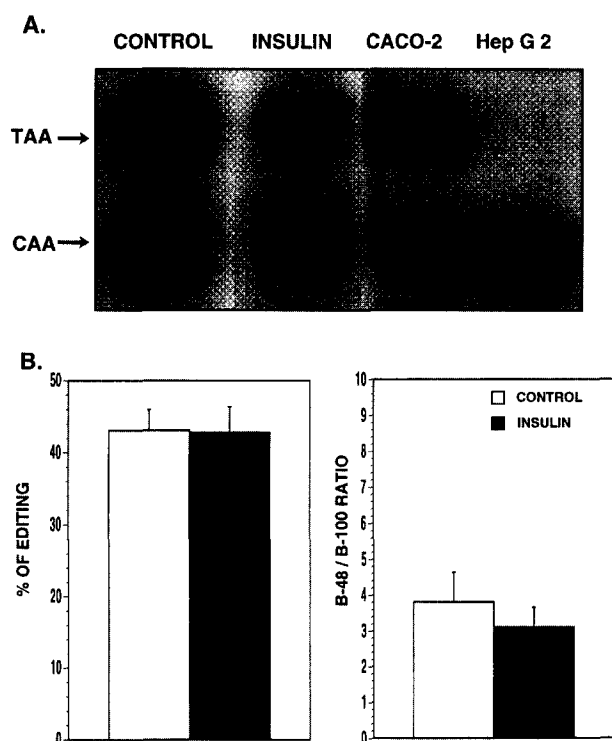 A.
CONTROL INSULIN CACO-2 Hep G 2
TAA →
CAA →
B.
50
40
30
20
10
0
% OF EDITING
10
9
8
7
6
5
4
3
2
1
0
B-48 / B-100 RATIO
CONTROL
INSULIN